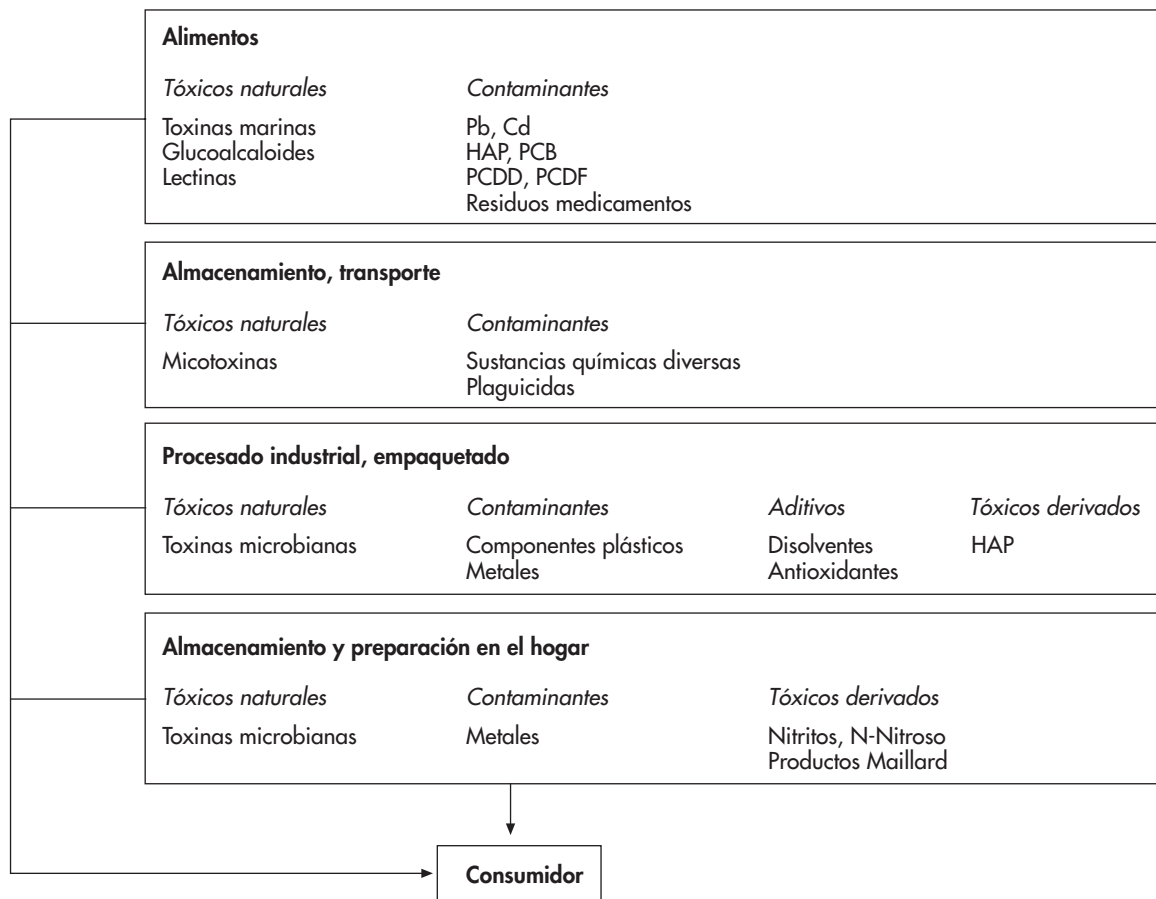 Alimentos
Tóxicos naturales Contaminantes
Toxinas marinas Pb, Cd
Glucoalcaloides HAP, PCB
Lectinas PCDD, PCDF
Residuos medicamentos
Almacenamiento, transporte
Tóxicos naturales Contaminantes
Micotoxinas Sustancias químicas diversas
Plaguicidas
Procesado industrial, empaquetado
Tóxicos naturales Contaminantes Aditivos Tóxicos derivados
Toxinas microbianas Componentes plásticos Disolventes HAP
Metales Antioxidantes
Almacenamiento y preparación en el hogar
Tóxicos naturales Contaminantes Tóxicos derivados
Toxinas microbianas Metales Nitritos, N-Nitroso
Productos Maillard
Consumidor